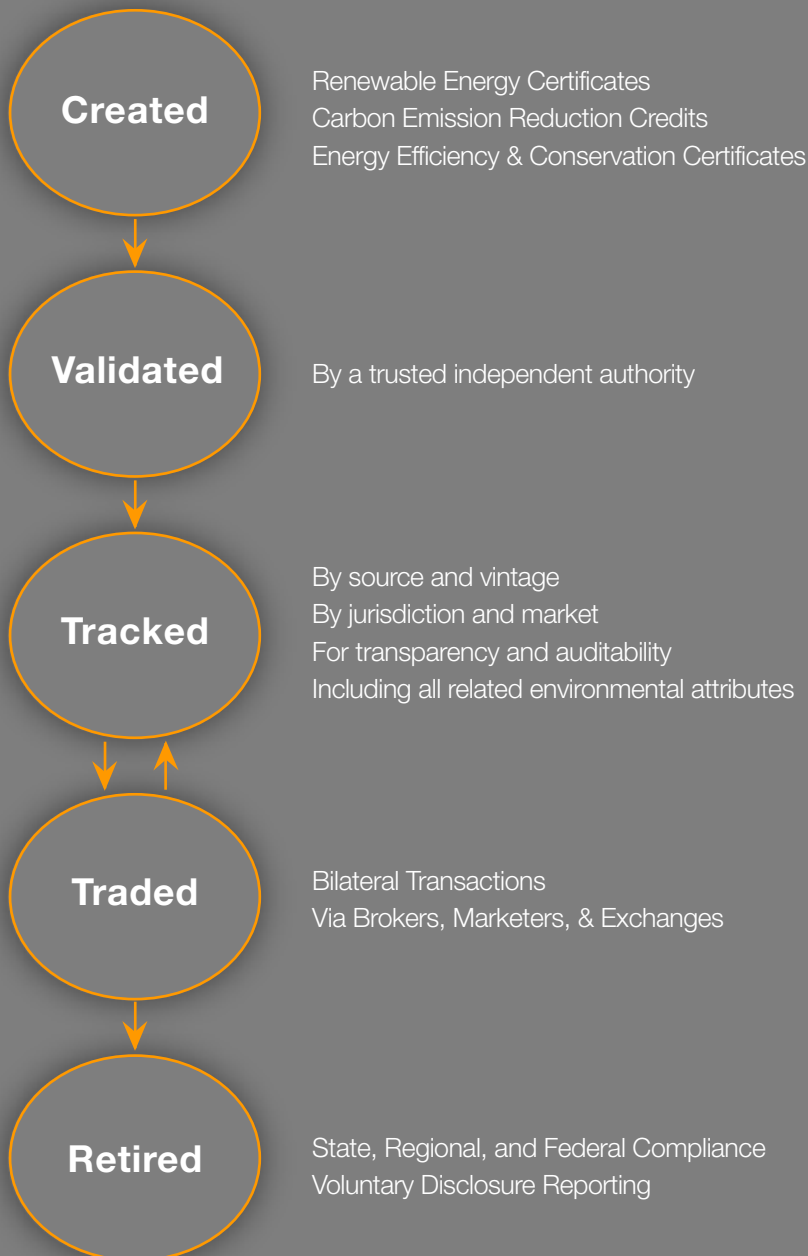 Created
Renewable Energy Certificates
Carbon Emission Reduction Credits
Energy Efficiency & Conservation Certificates
Validated
By a trusted independent authority
Tracked
By source and vintage
By jurisdiction and market
For transparency and auditability
Including all related environmental attributes
Traded
Bilateral Transactions
Via Brokers, Marketers, & Exchanges
Retired
State, Regional, and Federal Compliance
Voluntary Disclosure Reporting